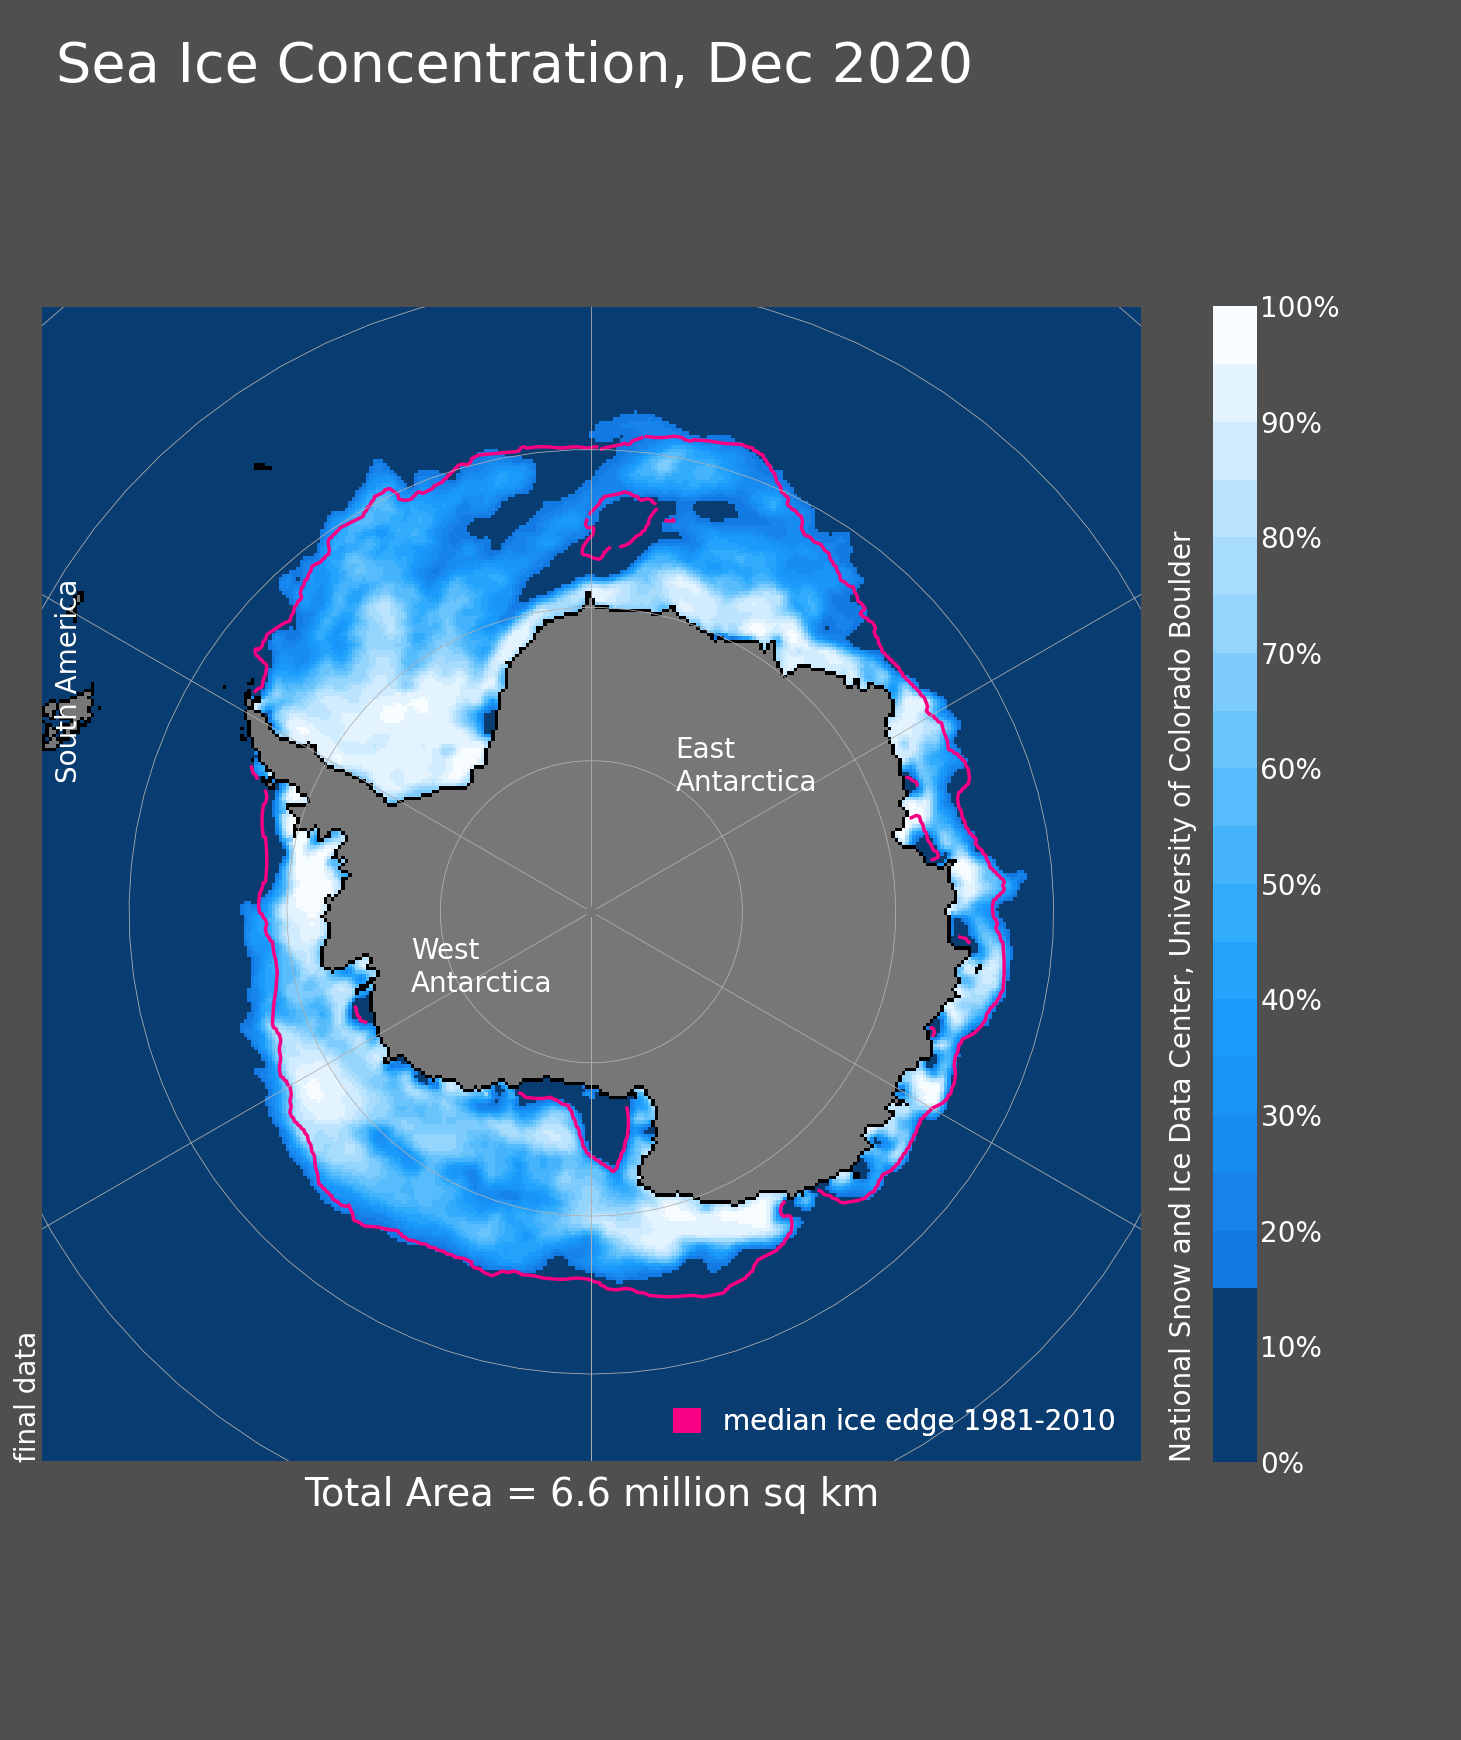 Sea Ice Concentration, Dec 2020
South America
East
Antarctica
West
Antarctica
final data
median ice edge 1981-2010
Total Area = 6.6 million sq km
National Snow and Ice Data Center, University of Colorado Boulder
100%
90%
80%
70%
60%
50%
40%
30%
20%
10%
0%